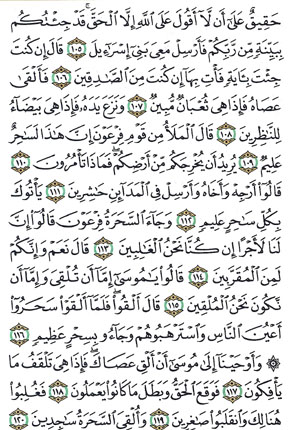 حَقِيقٌ عَلَىٰٓ أَن لَّآ أَقُولَ عَلَى ٱللَّهِ إِلَّا ٱلْحَقَّ ۚ قَدْ جِئْتُكُم
بِبَيِّنَةٍ مِّن رَّبِّكُمْ فَأَرْسِلْ مَعِىَ بَنِىٓ إِسْرَٰٓءِيلَ ١٠٥ قَالَ إِن كُنتَ
جِئْتَ بِـَٔايَةٍ فَأْتِ بِهَآ إِن كُنتَ مِنَ ٱلصَّٰدِقِينَ ١٠٦ فَأَلْقَىٰ
عَصَاهُ فَإِذَا هِىَ ثُعْبَانٌ مُّبِينٌ ١٠٧ وَنَزَعَ يَدَهُۥ فَإِذَا هِىَ بَيْضَآءُ
لِلنَّٰظِرِينَ ١٠٨ قَالَ ٱلْمَلَأُ مِن قَوْمِ فِرْعَوْنَ إِنَّ هَٰذَا لَسَٰحِرٌ
عَلِيمٌ ١٠٩ يُرِيدُ أَن يُخْرِجَكُم مِّنْ أَرْضِكُمْ ۖ فَمَاذَا تَأْمُرُونَ ١١٠
قَالُوٓا۟ أَرْجِهْ وَأَخَاهُ وَأَرْسِلْ فِى ٱلْمَدَآئِنِ حَٰشِرِينَ ١١١ يَأْتُوكَ
بِكُلِّ سَٰحِرٍ عَلِيمٍ ١١٢ وَجَآءَ ٱلسَّحَرَةُ فِرْعَوْنَ قَالُوٓا۟ إِنَّ
لَنَا لَأَجْرًا إِن كُنَّا نَحْنُ ٱلْغَٰلِبِينَ ١١٣ قَالَ نَعَمْ وَإِنَّكُمْ
لَمِنَ ٱلْمُقَرَّبِينَ ١١٤ قَالُوا۟ يَٰمُوسَىٰٓ إِمَّآ أَن تُلْقِىَ وَإِمَّآ أَن
نَّكُونَ نَحْنُ ٱلْمُلْقِينَ ١١٥ قَالَ أَلْقُوا۟ ۖ فَلَمَّآ أَلْقَوْا۟ سَحَرُوٓا۟
أَعْيُنَ ٱلنَّاسِ وَٱسْتَرْهَبُوهُمْ وَجَآءُو بِسِحْرٍ عَظِيمٍ ١١٦
۞ وَأَوْحَيْنَآ إِلَىٰ مُوسَىٰٓ أَنْ أَلْقِ عَصَاكَ ۖ فَإِذَا هِىَ تَلْقَفُ مَا
يَأْفِكُونَ ١١٧ فَوَقَعَ ٱلْحَقُّ وَبَطَلَ مَا كَانُوا۟ يَعْمَلُونَ ١١٨ فَغُلِبُوا۟
هُنَالِكَ وَٱنقَلَبُوا۟ صَٰغِرِينَ ١١٩ وَأُلْقِىَ ٱلسَّحَرَةُ سَٰجِدِينَ ١٢٠